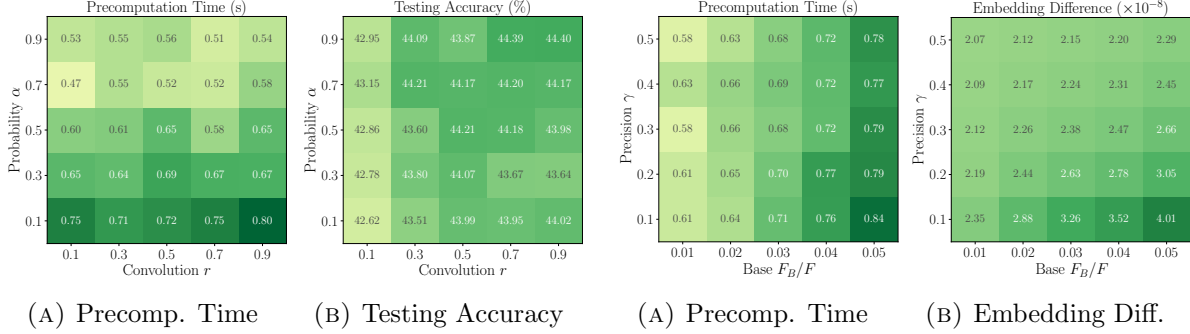 Precomputation Time (s)
Probability α
0.9 0.53 0.55 0.56 0.51 0.54
0.7 0.47 0.55 0.52 0.52 0.58
0.5 0.60 0.61 0.65 0.58 0.65
0.3 0.65 0.64 0.69 0.67 0.67
0.1 0.75 0.71 0.72 0.75 0.80
0.1 0.3 0.5 0.7 0.9
Convolution r
(A) Precomp. Time
Testing Accuracy (%)
Probability α
0.9 42.95 44.09 43.87 44.39 44.40
0.7 43.15 44.21 44.17 44.20 44.17
0.5 42.86 43.60 44.21 44.18 43.98
0.3 42.78 43.80 44.07 43.67 43.64
0.1 42.62 43.51 43.99 43.95 44.02
0.1 0.3 0.5 0.7 0.9
Convolution r
(B) Testing Accuracy
Precomputation Time (s)
Precision γ
0.5 0.58 0.63 0.68 0.72 0.78
0.4 0.63 0.66 0.69 0.72 0.77
0.3 0.58 0.66 0.68 0.72 0.79
0.2 0.61 0.65 0.70 0.77 0.79
0.1 0.61 0.64 0.71 0.76 0.84
0.01 0.02 0.03 0.04 0.05
Base F_B/F
(A) Precomp. Time
Embedding Difference (×10⁻⁸)
Precision γ
0.5 2.07 2.12 2.15 2.20 2.29
0.4 2.09 2.17 2.24 2.31 2.45
0.3 2.12 2.26 2.38 2.47 2.66
0.2 2.19 2.44 2.63 2.78 3.05
0.1 2.35 2.88 3.26 3.52 4.01
0.01 0.02 0.03 0.04 0.05
Base F_B/F
(B) Embedding Diff.